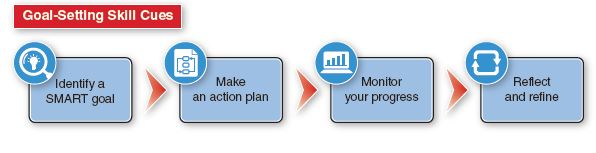 Goal-Setting Skill Cues
Identify a
SMART goal
Make
an action plan
Monitor
your progress
Reflect
and refine